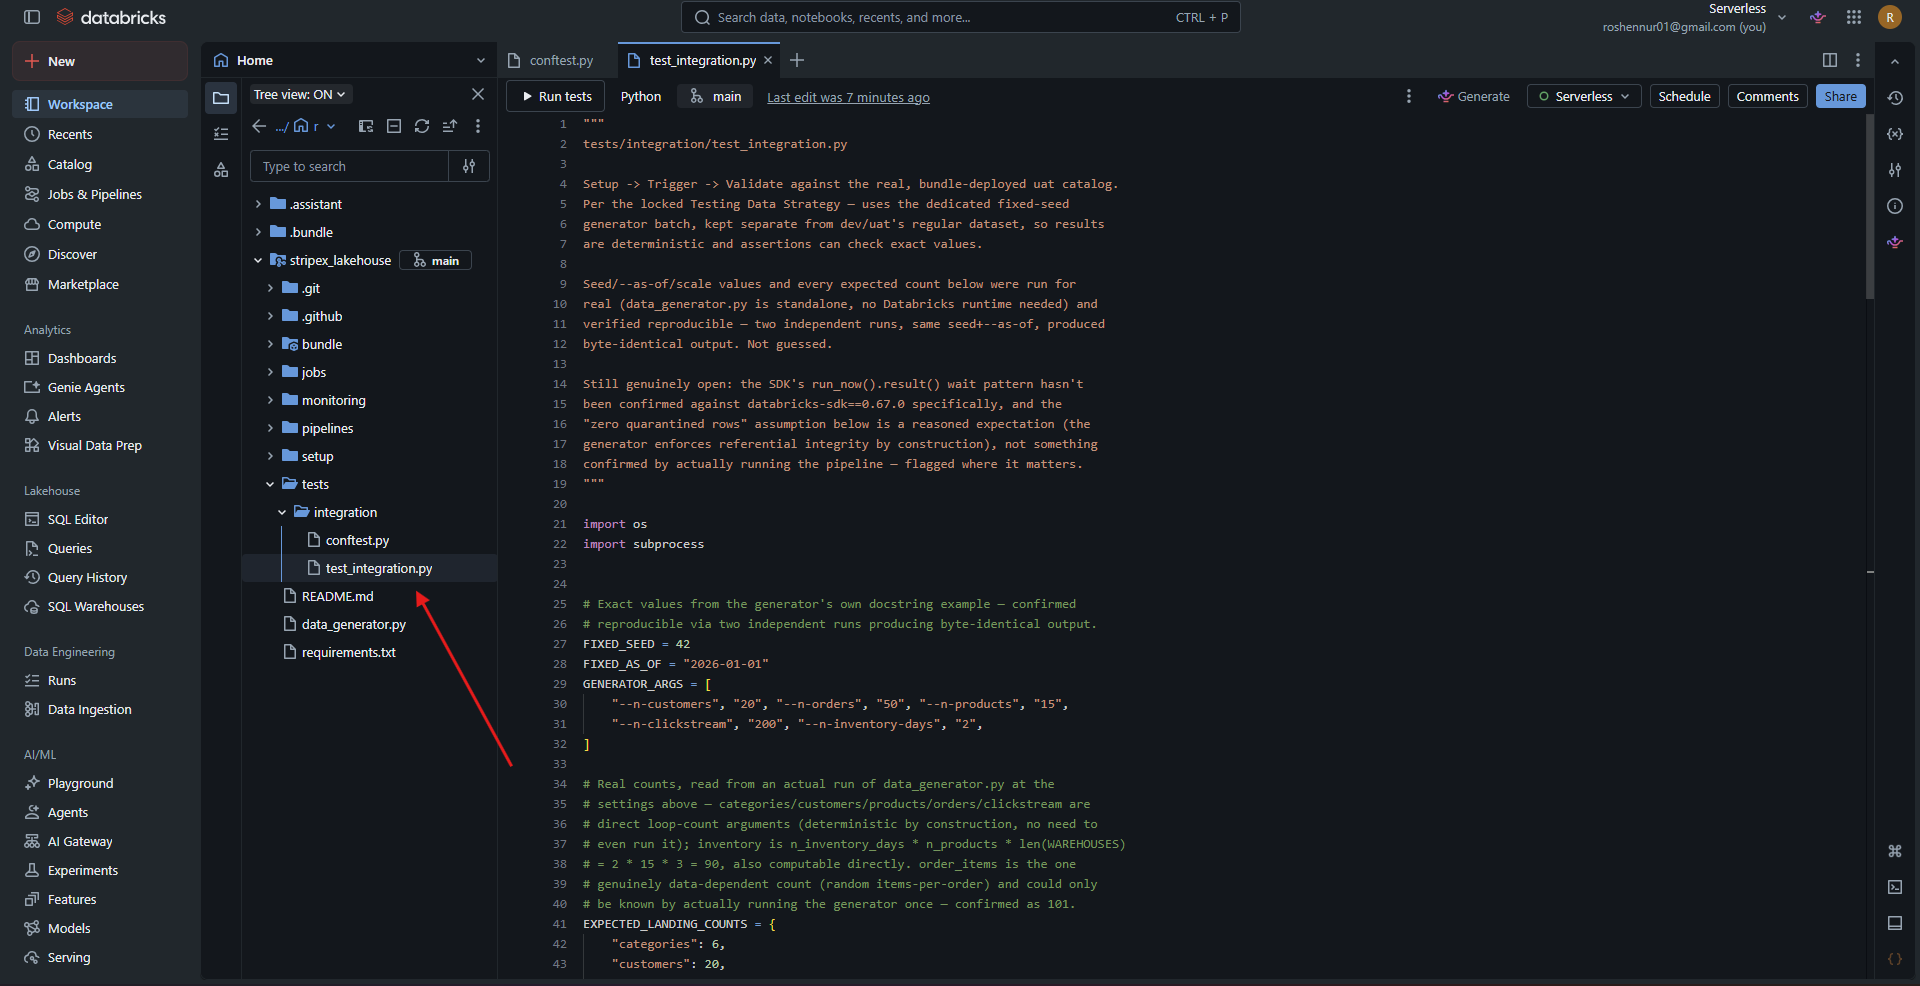 databricks
Search data, notebooks, recents, and more...
CTRL + P
Serverless
roshennur01@gmail.com (you)
R
New
Workspace
Recents
Catalog
Jobs & Pipelines
Compute
Discover
Marketplace
Analytics
Dashboards
Genie Agents
Alerts
Visual Data Prep
Lakehouse
SQL Editor
Queries
Query History
SQL Warehouses
Data Engineering
Runs
Data Ingestion
AI/ML
Playground
Agents
AI Gateway
Experiments
Features
Models
Serving
Home
Tree view: ON
.../ r
Type to search
.assistant
.bundle
stripex_lakehouse main
.git
.github
bundle
jobs
monitoring
pipelines
setup
tests
integration
conftest.py
test_integration.py
README.md
data_generator.py
requirements.txt
conftest.py
test_integration.py
Run tests
Python
main
Last edit was 7 minutes ago
Generate
Serverless
Schedule
Comments
Share
1 """
2 tests/integration/test_integration.py
3
4 Setup -> Trigger -> Validate against the real, bundle-deployed uat catalog.
5 Per the locked Testing Data Strategy — uses the dedicated fixed-seed
6 generator batch, kept separate from dev/uat's regular dataset, so results
7 are deterministic and assertions can check exact values.
8
9 Seed/--as-of/scale values and every expected count below were run for
10 real (data_generator.py is standalone, no Databricks runtime needed) and
11 verified reproducible — two independent runs, same seed+--as-of, produced
12 byte-identical output. Not guessed.
13
14 Still genuinely open: the SDK's run_now().result() wait pattern hasn't
15 been confirmed against databricks-sdk==0.67.0 specifically, and the
16 "zero quarantined rows" assumption below is a reasoned expectation (the
17 generator enforces referential integrity by construction), not something
18 confirmed by actually running the pipeline — flagged where it matters.
19 """
20
21 import os
22 import subprocess
23
24
25 # Exact values from the generator's own docstring example — confirmed
26 # reproducible via two independent runs producing byte-identical output.
27 FIXED_SEED = 42
28 FIXED_AS_OF = "2026-01-01"
29 GENERATOR_ARGS = [
30 "--n-customers", "20", "--n-orders", "50", "--n-products", "15",
31 "--n-clickstream", "200", "--n-inventory-days", "2",
32 ]
33
34 # Real counts, read from an actual run of data_generator.py at the
35 # settings above — categories/customers/products/orders/clickstream are
36 # direct loop-count arguments (deterministic by construction, no need to
37 # even run it); inventory is n_inventory_days * n_products * len(WAREHOUSES)
38 # = 2 * 15 * 3 = 90, also computable directly. order_items is the one
39 # genuinely data-dependent count (random items-per-order) and could only
40 # be known by actually running the generator once — confirmed as 101.
41 EXPECTED_LANDING_COUNTS = {
42 "categories": 6,
43 "customers": 20,